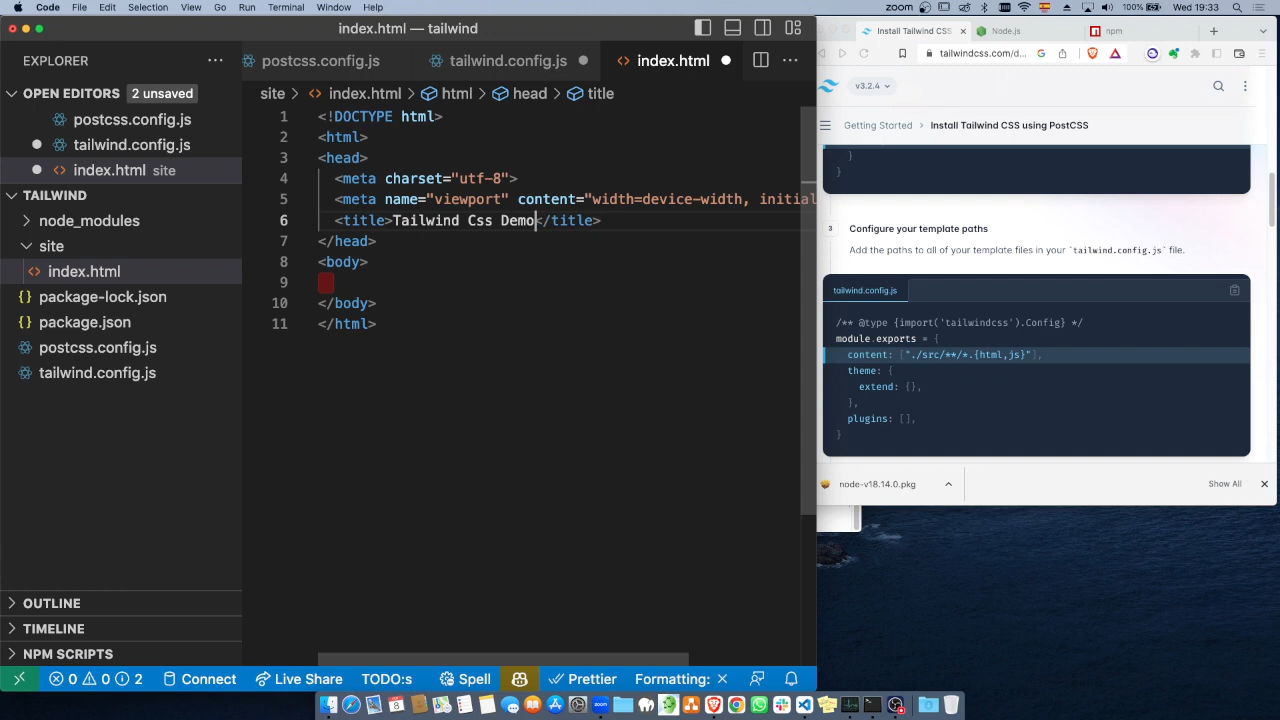 Code File Edit Selection View Go Run Terminal Window Help
zoom 100% Wed 19:33
index.html — tailwind
EXPLORER
OPEN EDITORS 2 unsaved
postcss.config.js
tailwind.config.js
index.html site
TAILWIND
node_modules
site
index.html
package-lock.json
package.json
postcss.config.js
tailwind.config.js
OUTLINE
TIMELINE
NPM SCRIPTS
postcss.config.js tailwind.config.js index.html
site > index.html > html > head > title
1 <!DOCTYPE html>
2 <html>
3 <head>
4 <meta charset="utf-8">
5 <meta name="viewport" content="width=device-width, initial
6 <title>Tailwind Css Demo</title>
7 </head>
8 <body>
9
10 </body>
11 </html>
0 0 2 Connect Live Share TODO:s Spell Prettier Formatting: ×
Install Tailwind CSS Node.js npm
tailwindcss.com/d...
v3.2.4
Getting Started > Install Tailwind CSS using PostCSS
}
}
3 Configure your template paths
Add the paths to all of your template files in your `tailwind.config.js` file.
tailwind.config.js
/** @type {import('tailwindcss').Config} */
module.exports = {
content: ["./src/**/*.{html,js}"],
theme: {
extend: {},
},
plugins: [],
}
node-v18.14.0.pkg
Show All